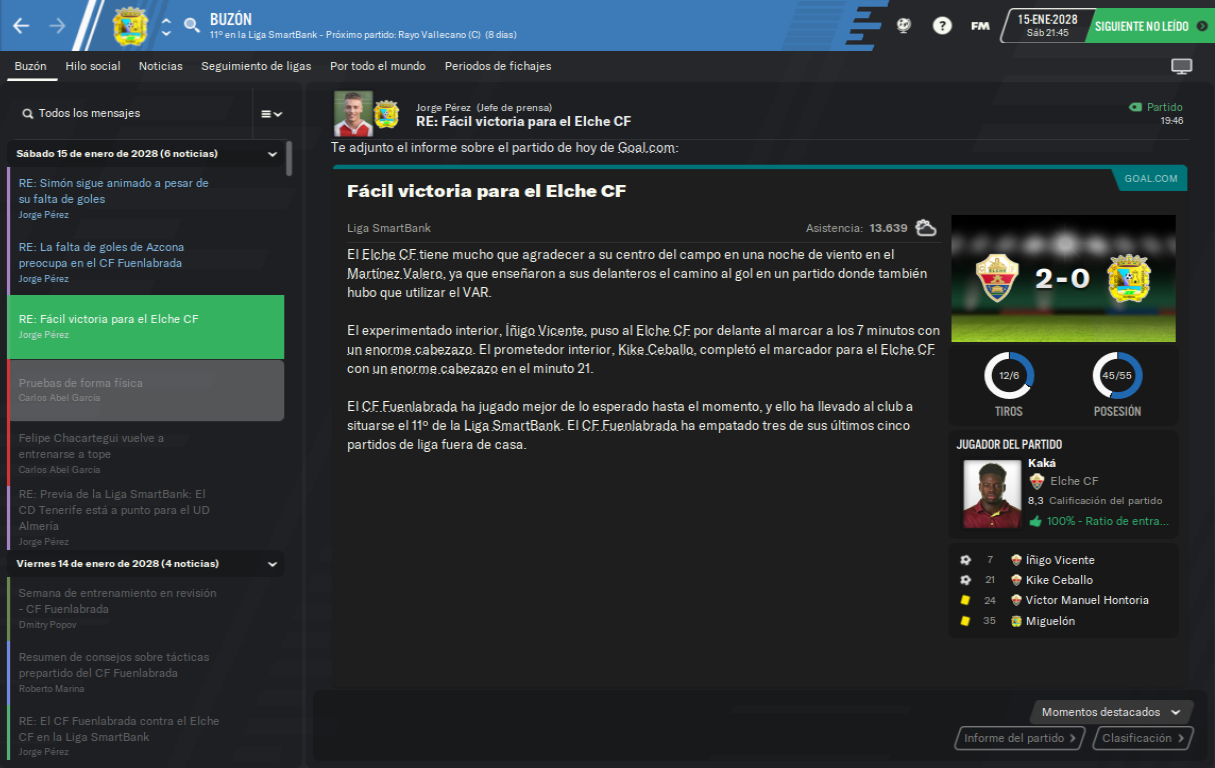 BUZÓN
11º en la Liga SmartBank - Próximo partido: Rayo Vallecano (C) (8 días)
?
FM
15-ENE-2028
Sáb 21:45
SIGUIENTE NO LEÍDO
Buzón
Hilo social
Noticias
Seguimiento de ligas
Por todo el mundo
Periodos de fichajes
Todos los mensajes
Sábado 15 de enero de 2028 (6 noticias)
RE: Simón sigue animado a pesar de
su falta de goles
Jorge Pérez
RE: La falta de goles de Azcona
preocupa en el CF Fuenlabrada
Jorge Pérez
RE: Fácil victoria para el Elche CF
Jorge Pérez
Pruebas de forma física
Carlos Abel García
Felipe Chacartegui vuelve a
entrenarse a tope
Carlos Abel García
RE: Previa de la Liga SmartBank: El
CD Tenerife está a punto para el UD
Almería
Jorge Pérez
Viernes 14 de enero de 2028 (4 noticias)
Semana de entrenamiento en revisión
- CF Fuenlabrada
Dmitry Popov
Resumen de consejos sobre tácticas
prepartido del CF Fuenlabrada
Roberto Marina
RE: El CF Fuenlabrada contra el Elche
CF en la Liga SmartBank
Jorge Pérez
Jorge Pérez (Jefe de prensa)
RE: Fácil victoria para el Elche CF
Partido
19:46
Te adjunto el informe sobre el partido de hoy de Goal.com:
GOAL.COM
Fácil victoria para el Elche CF
Liga SmartBank
Asistencia: 13.639
El Elche CF tiene mucho que agradecer a su centro del campo en una noche de viento en el
Martínez Valero, ya que enseñaron a sus delanteros el camino al gol en un partido donde también
hubo que utilizar el VAR.
El experimentado interior, Íñigo Vicente, puso al Elche CF por delante al marcar a los 7 minutos con
un enorme cabezazo. El prometedor interior, Kike Ceballo, completó el marcador para el Elche CF
con un enorme cabezazo en el minuto 21.
El CF Fuenlabrada ha jugado mejor de lo esperado hasta el momento, y ello ha llevado al club a
situarse el 11º de la Liga SmartBank. El CF Fuenlabrada ha empatado tres de sus últimos cinco
partidos de liga fuera de casa.
2-0
12/6
45/55
TIROS
POSESIÓN
JUGADOR DEL PARTIDO
Kaká
Elche CF
8,3 Calificación del partido
100% - Ratio de entra...
7 Íñigo Vicente
21 Kike Ceballo
24 Víctor Manuel Hontoria
35 Miguelón
Momentos destacados
Informe del partido
Clasificación